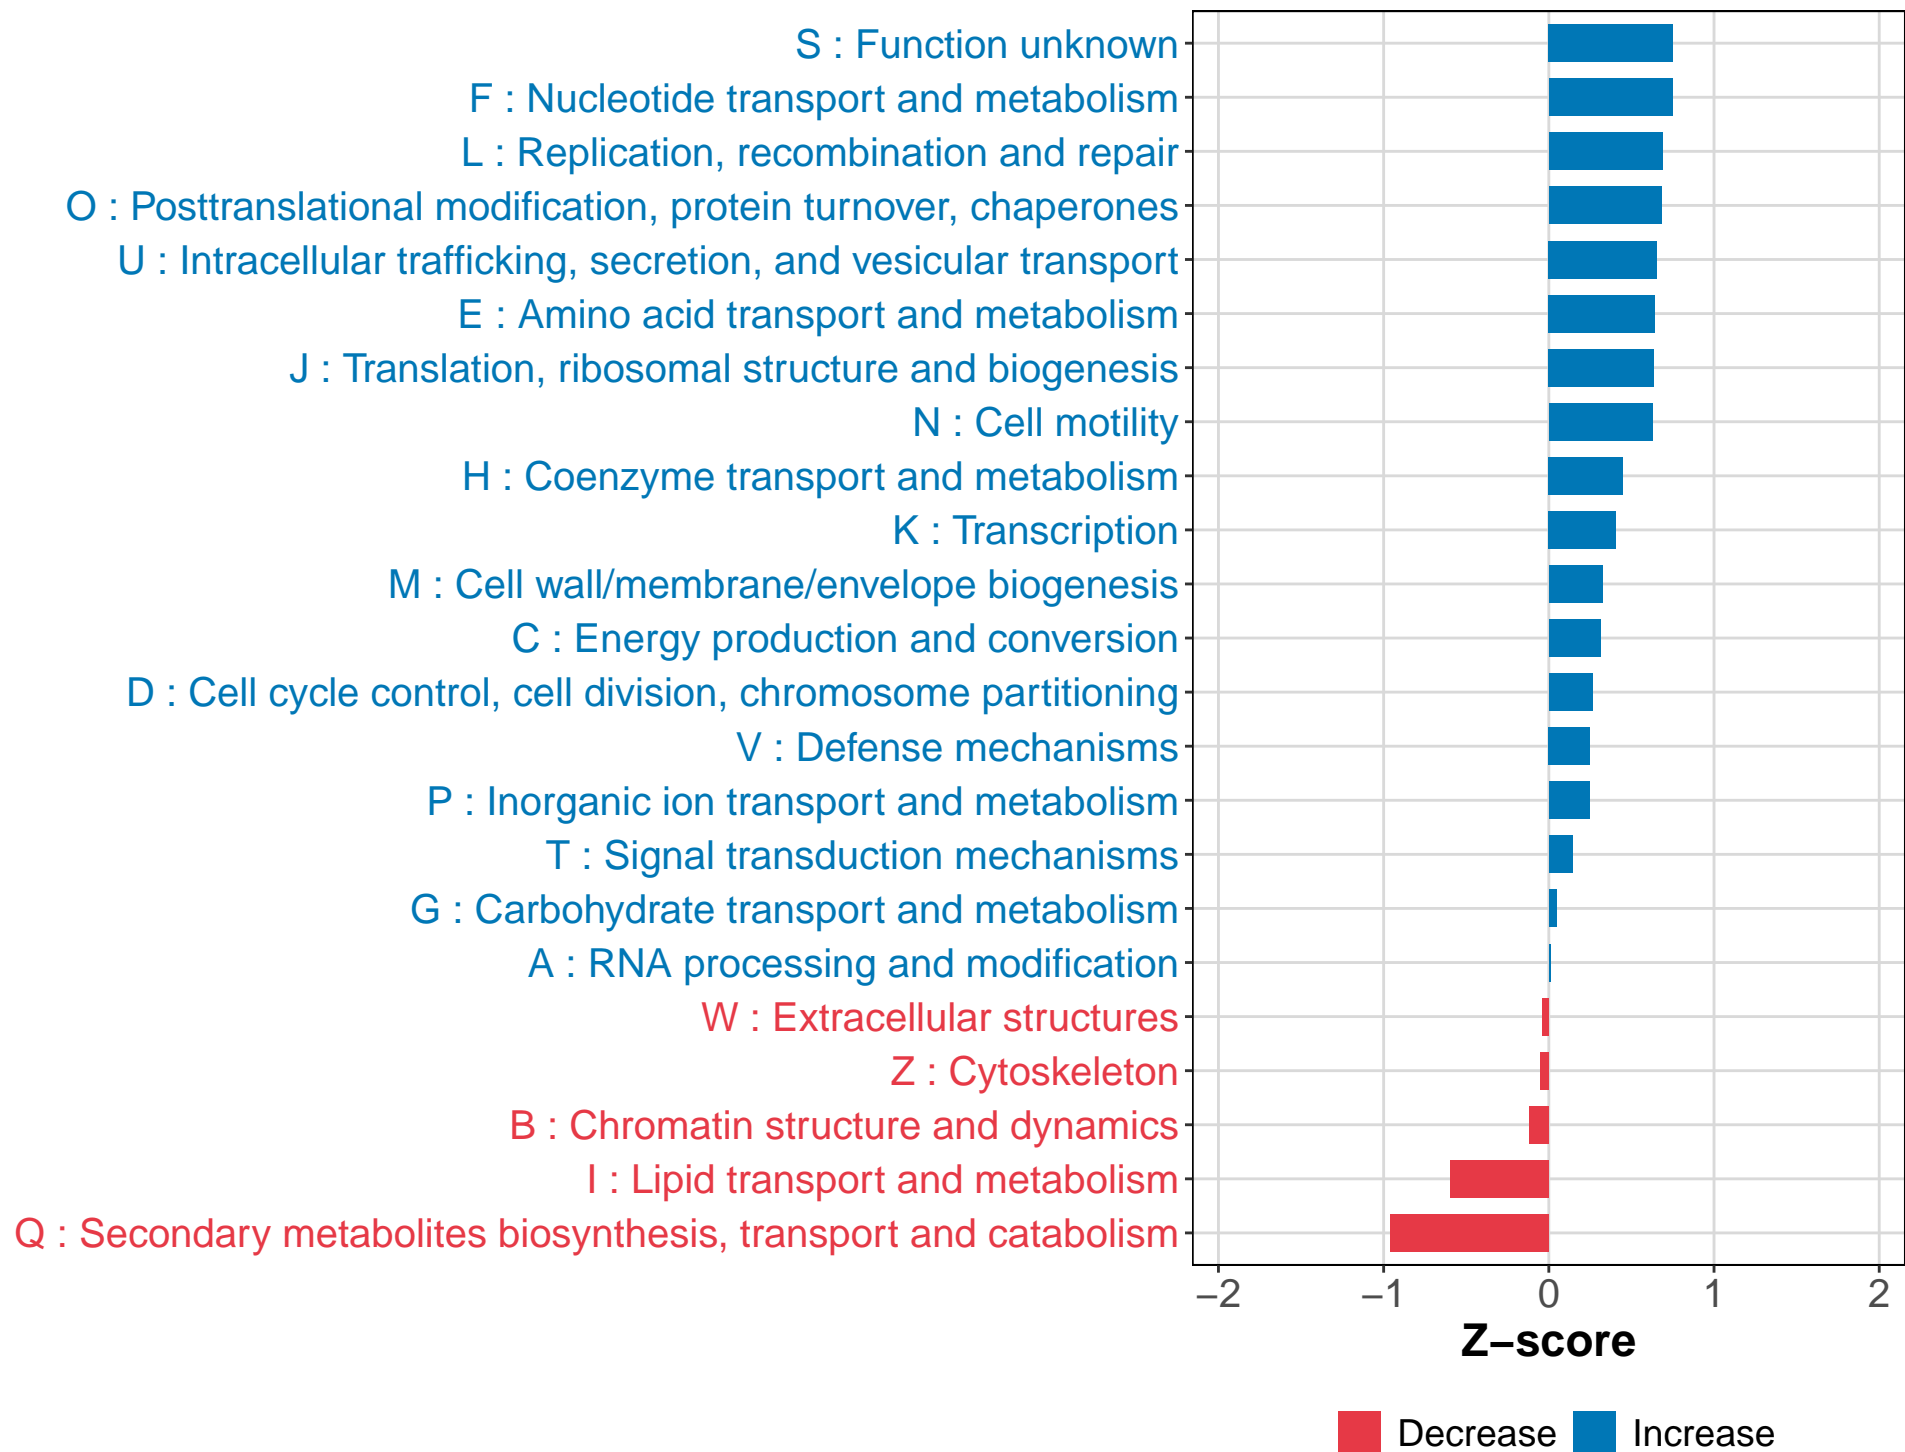 S : Function unknown
F : Nucleotide transport and metabolism
L : Replication, recombination and repair
O : Posttranslational modification, protein turnover, chaperones
U : Intracellular trafficking, secretion, and vesicular transport
E : Amino acid transport and metabolism
J : Translation, ribosomal structure and biogenesis
N : Cell motility
H : Coenzyme transport and metabolism
K : Transcription
M : Cell wall/membrane/envelope biogenesis
C : Energy production and conversion
D : Cell cycle control, cell division, chromosome partitioning
V : Defense mechanisms
P : Inorganic ion transport and metabolism
T : Signal transduction mechanisms
G : Carbohydrate transport and metabolism
A : RNA processing and modification
W : Extracellular structures
Z : Cytoskeleton
B : Chromatin structure and dynamics
I : Lipid transport and metabolism
Q : Secondary metabolites biosynthesis, transport and catabolism
−2 −1 0 1 2
Z−score
Decrease Increase